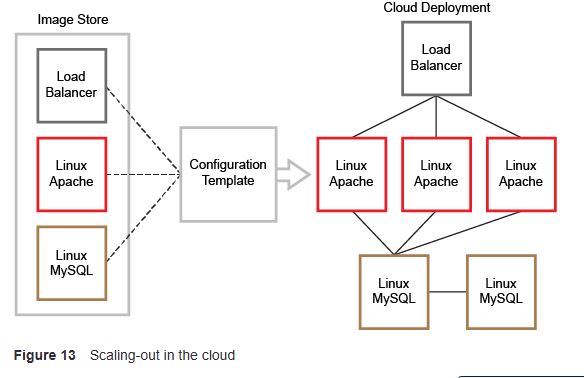 Image Store
Load
Balancer
Linux
Apache
Linux
MySQL
Configuration
Template
Cloud Deployment
Load
Balancer
Linux
Apache
Linux
Apache
Linux
Apache
Linux
MySQL
Linux
MySQL
Figure 13 Scaling-out in the cloud